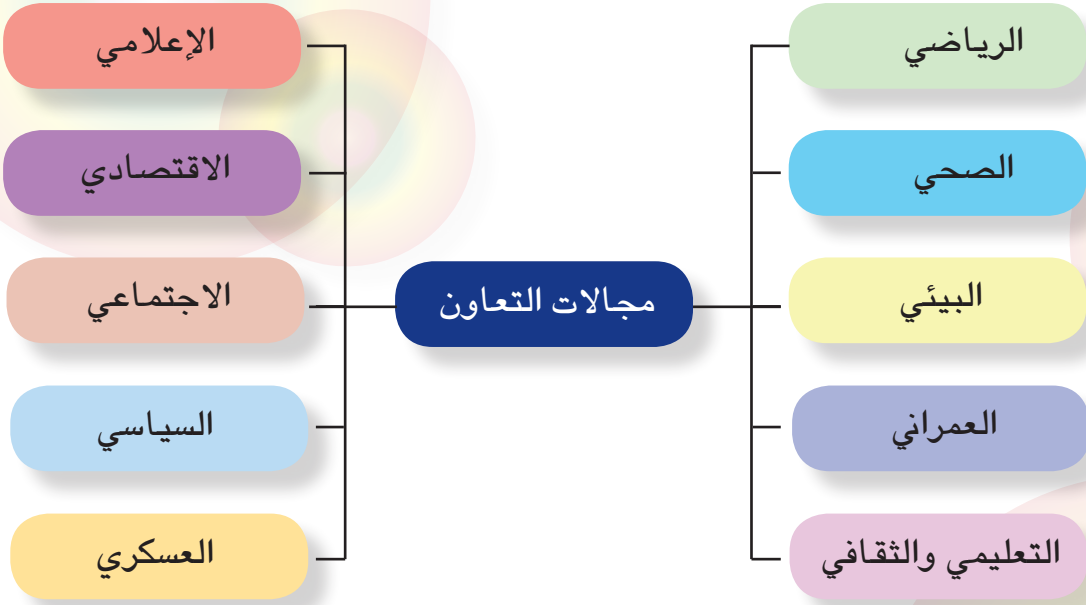 مجالات التعاون
الرياضي
الصحي
البيئي
العمراني
التعليمي والثقافي
الإعلامي
الاقتصادي
الاجتماعي
السياسي
العسكري